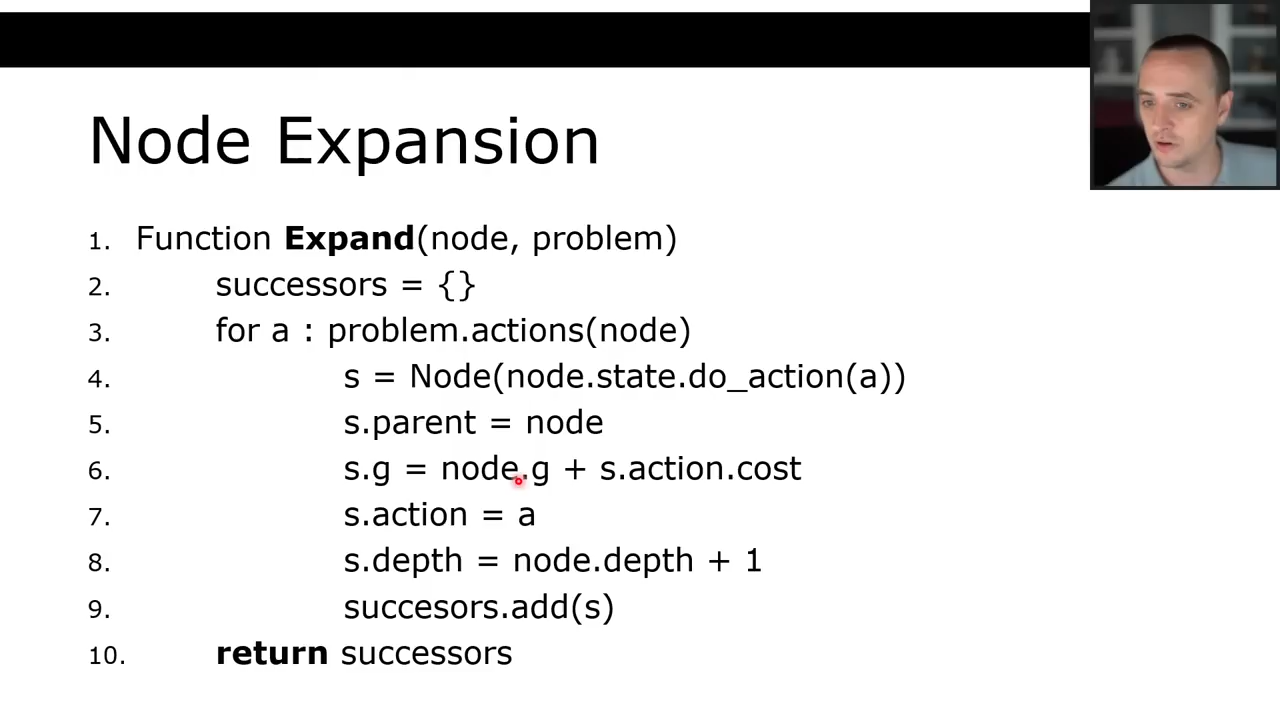 Node Expansion
1. Function Expand(node, problem)
2. successors = {}
3. for a : problem.actions(node)
4. s = Node(node.state.do_action(a))
5. s.parent = node
6. s.g = node.g + s.action.cost
7. s.action = a
8. s.depth = node.depth + 1
9. succesors.add(s)
10. return successors